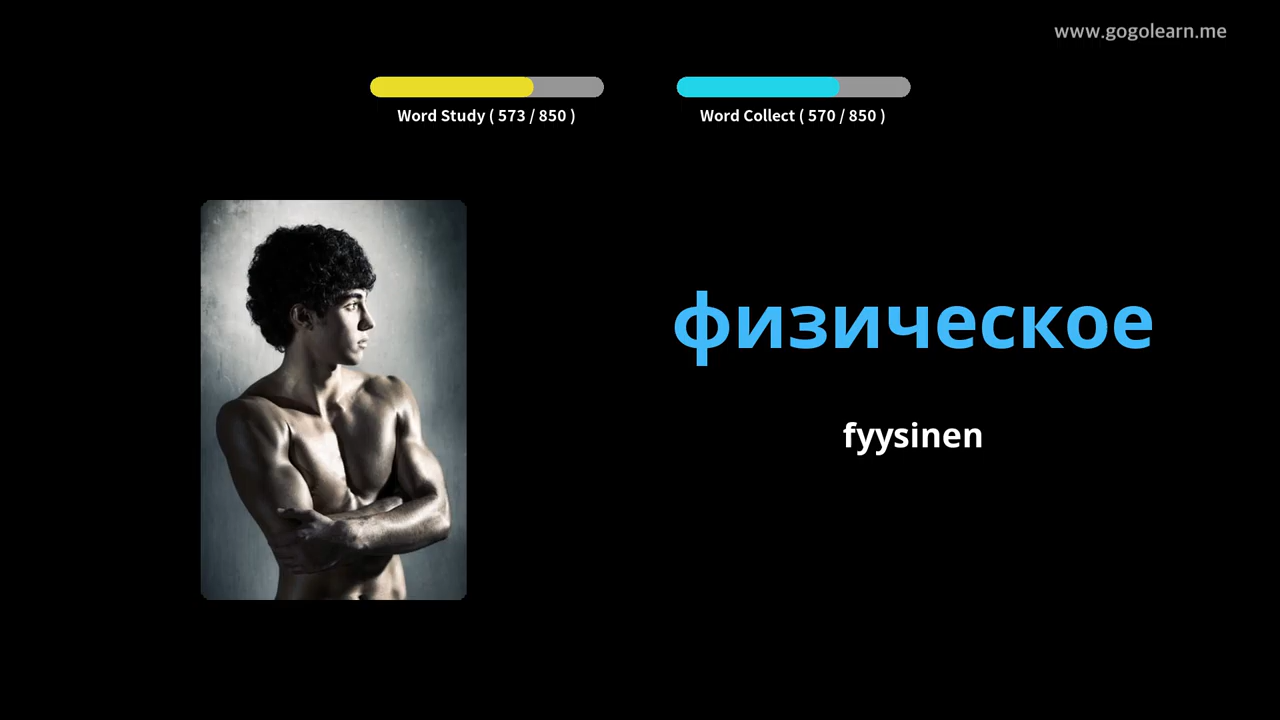 www.gogolearn.me
Word Study ( 573 / 850 )
Word Collect ( 570 / 850 )
физическое
fyysinen